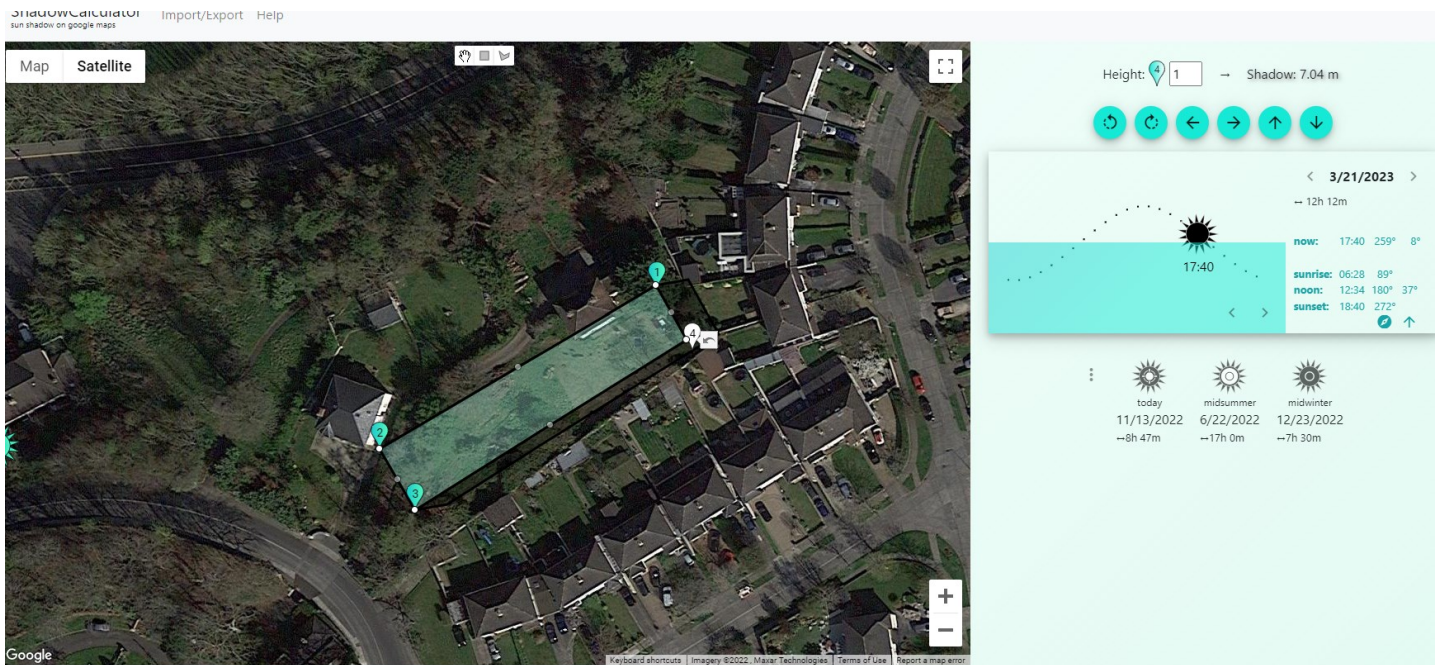 ShadowCalculator Import/Export Help
sun shadow on google maps
Map Satellite
Height: 4 1 → Shadow: 7.04 m
3/21/2023
↔ 12h 12m
now: 17:40 259° 8°
17:40
sunrise: 06:28 89°
noon: 12:34 180° 37°
sunset: 18:40 272°
1
4
2
3
today midsummer midwinter
11/13/2022 6/22/2022 12/23/2022
↔8h 47m ↔17h 0m ↔7h 30m
Google
Keyboard shortcuts Imagery ©2022 , Maxar Technologies Terms of Use Report a map error